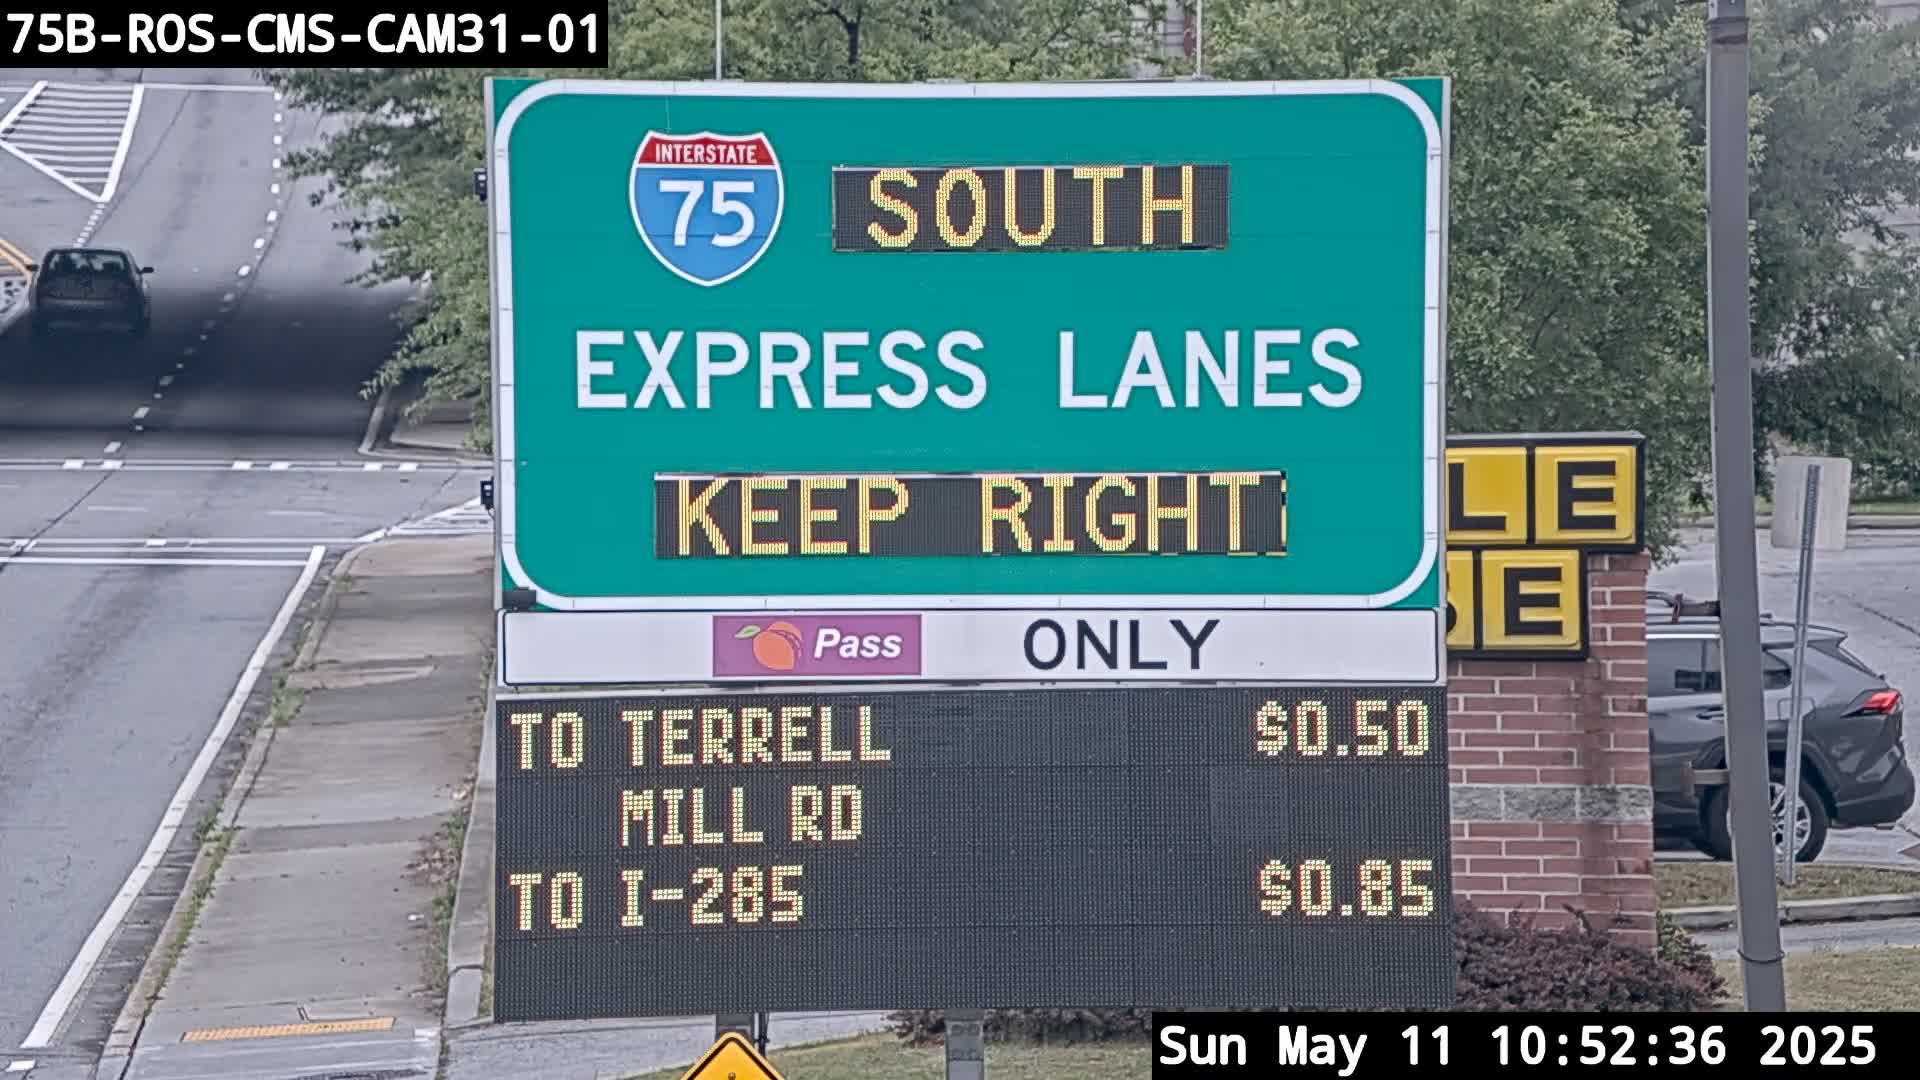 75B-ROS-CMS-CAM31-01
INTERSTATE
75
SOUTH
EXPRESS LANES
KEEP RIGHT
Pass
ONLY
TO TERRELL $0.50
MILL RD
TO I-285 $0.85
LE
E
Sun May 11 10:52:36 2025